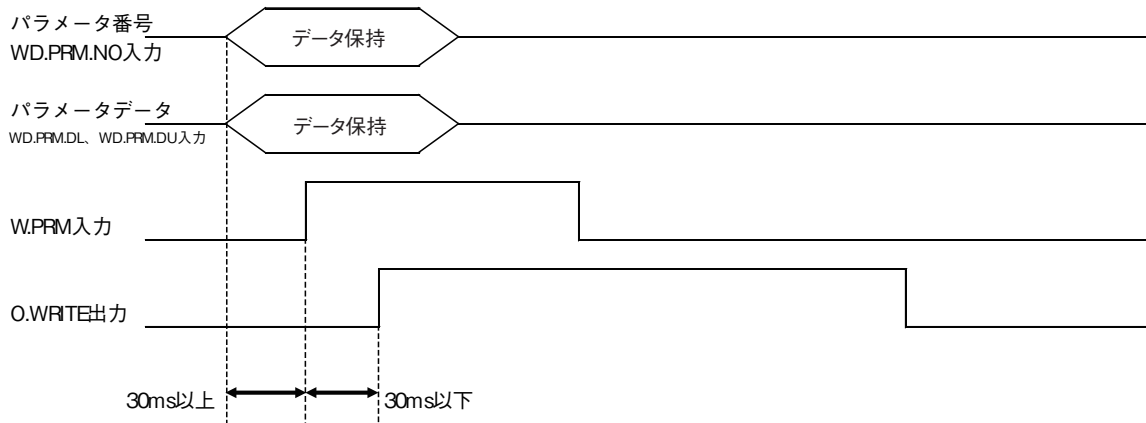 パラメータ番号
WD.PRM.NO入力
データ保持
パラメータデータ
WD.PRM.DL、WD.PRM.DU入力
データ保持
W.PRM入力
O.WRITE出力
30ms以上
30ms以下